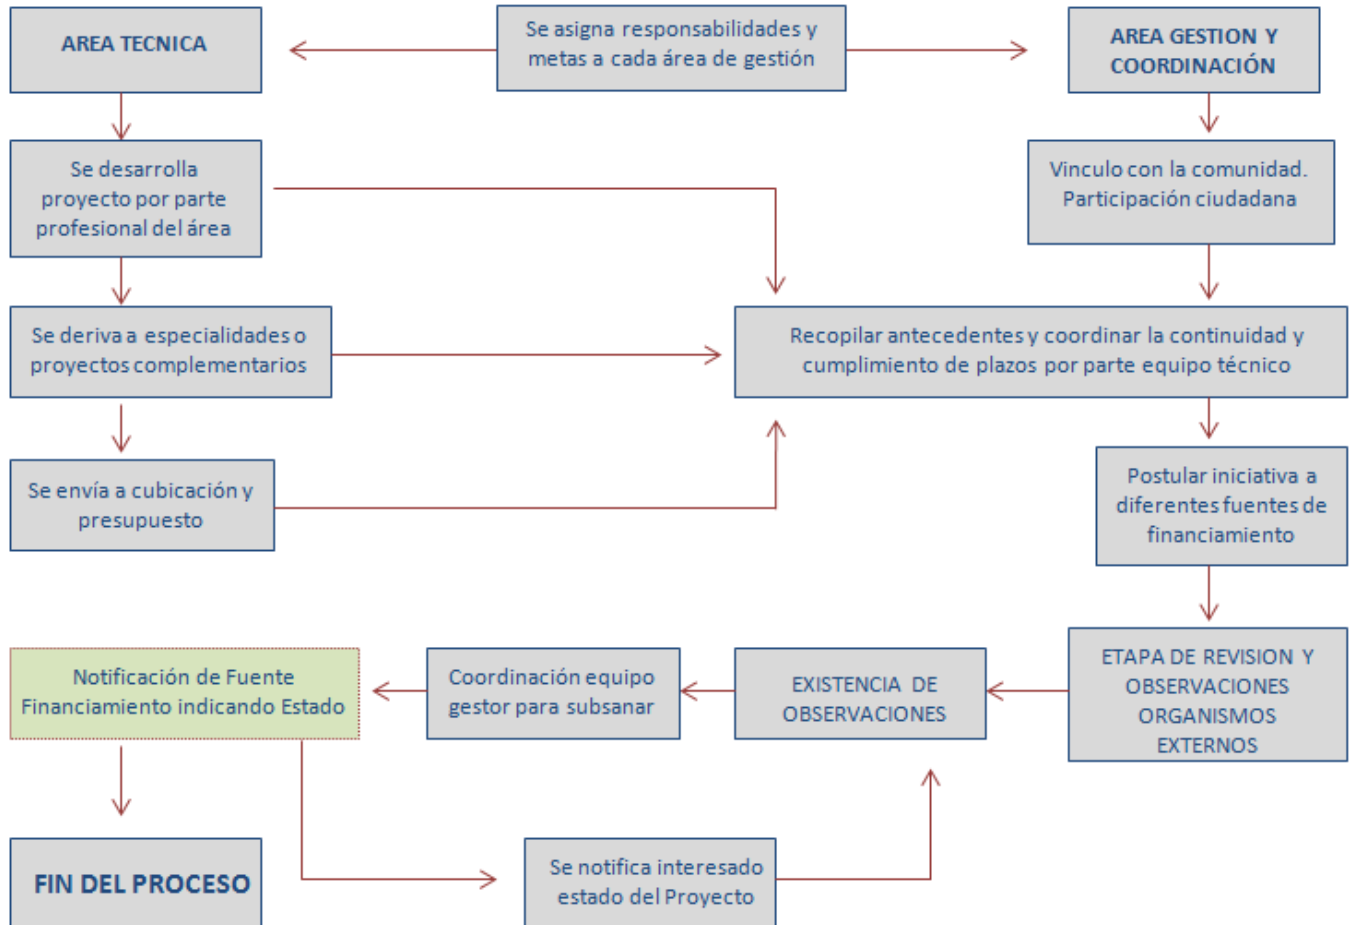 AREA TECNICA
Se asigna responsabilidades y
metas a cada área de gestión
AREA GESTION Y
COORDINACIÓN
Se desarrolla
proyecto por parte
profesional del área
Vinculo con la comunidad.
Participación ciudadana
Se deriva a especialidades o
proyectos complementarios
Recopilar antecedentes y coordinar la continuidad y
cumplimiento de plazos por parte equipo técnico
Se envía a cubicación y
presupuesto
Postular iniciativa a
diferentes fuentes de
financiamiento
Notificación de Fuente
Financiamiento indicando Estado
Coordinación equipo
gestor para subsanar
EXISTENCIA DE
OBSERVACIONES
ETAPA DE REVISION Y
OBSERVACIONES
ORGANISMOS
EXTERNOS
FIN DEL PROCESO
Se notifica interesado
estado del Proyecto